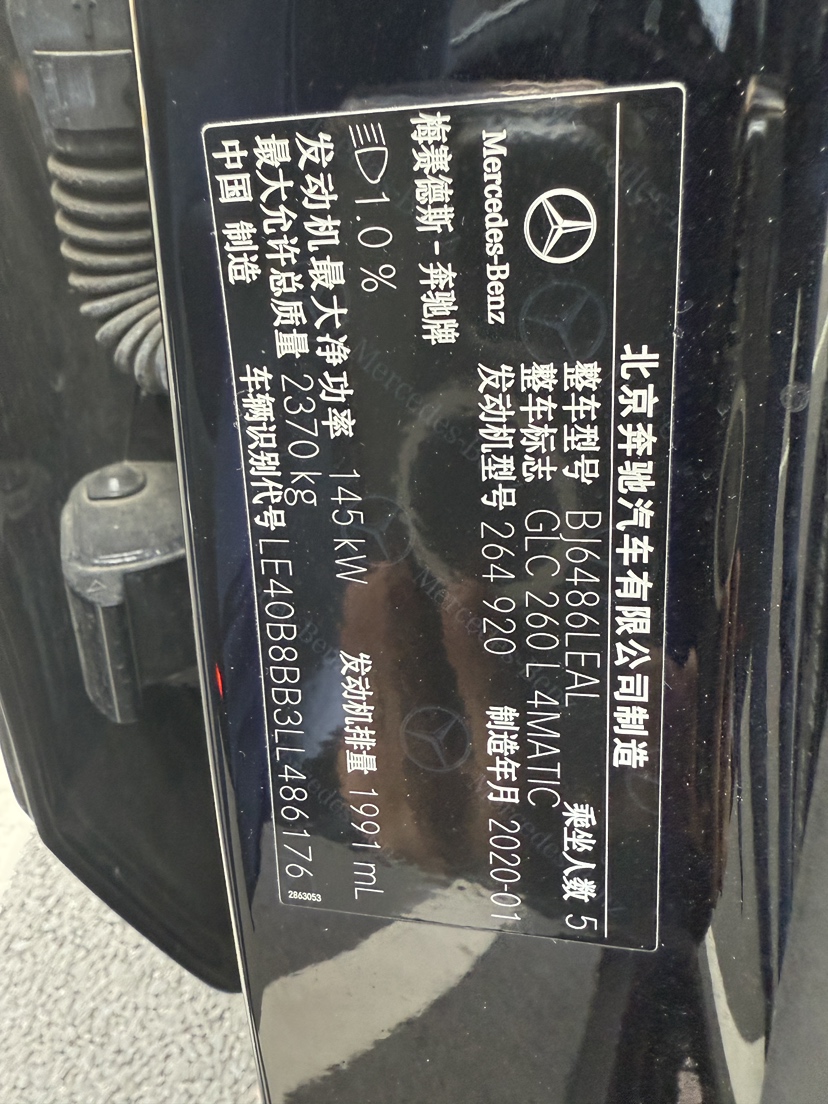 北京奔驰汽车有限公司制造
Mercedes-Benz
梅赛德斯-奔驰牌
整车型号 BJ6486LEAL 乘坐人数 5
整车标志 GLC 260 L 4MATIC
发动机型号 264 920 制造年月 2020-01
1.0 %
发动机最大净功率 145 kW 发动机排量 1991 mL
最大允许总质量 2370 kg
中国 制造 车辆识别代号 LE40B8BB3LL486176
2863053